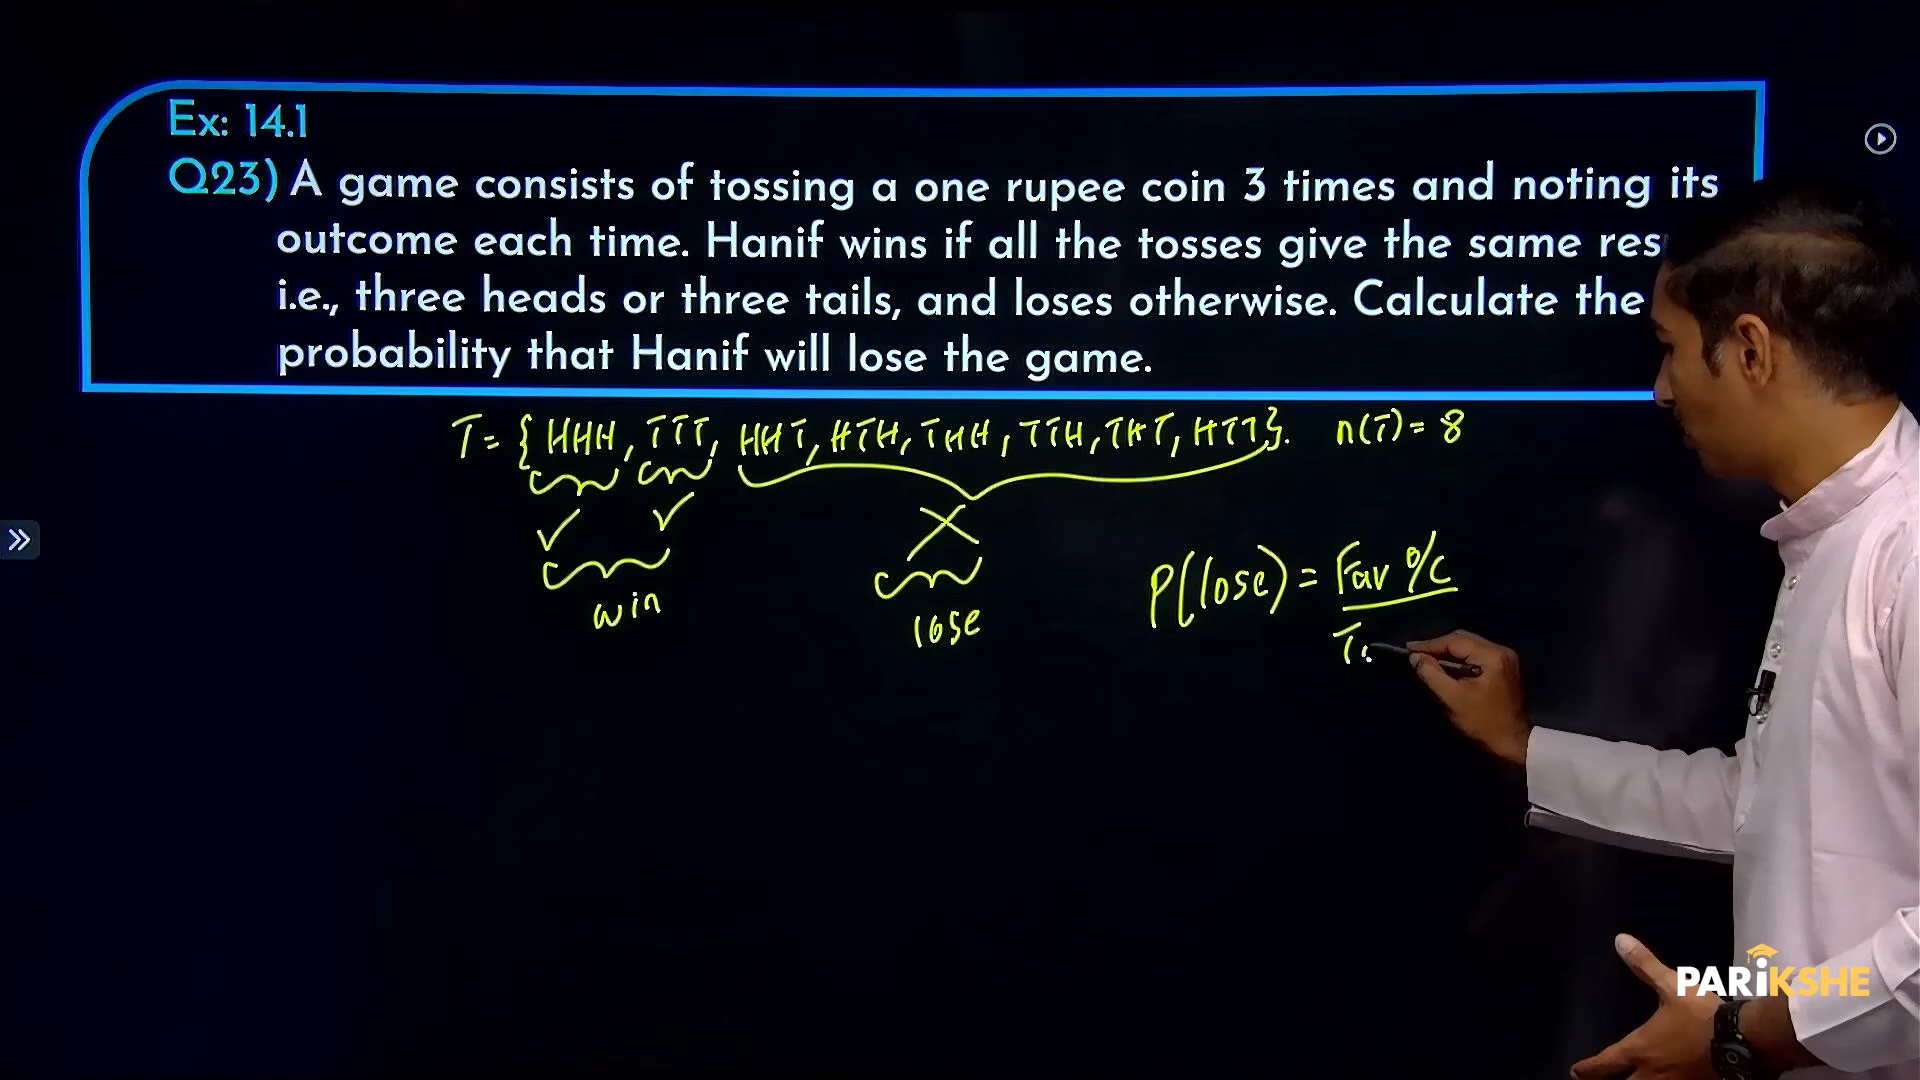 Ex: 14.1
Q23) A game consists of tossing a one rupee coin 3 times and noting its
outcome each time. Hanif wins if all the tosses give the same res
i.e., three heads or three tails, and loses otherwise. Calculate the
probability that Hanif will lose the game.
T = { HHH, TTT, HHT, HTH, THH, TTH, THT, HTT}. n(T) = 8
win
lose
P(lose) = Fav o/c
To
PARiKSHE